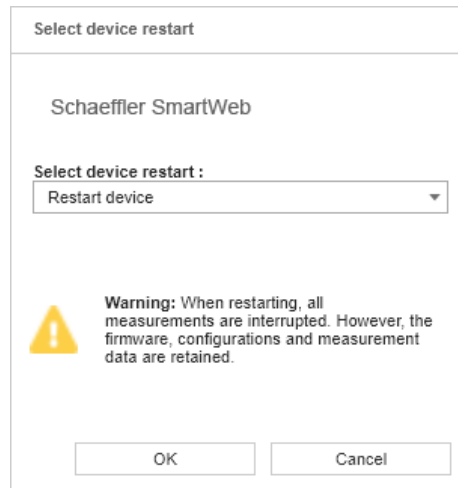 Select device restart
Schaeffler SmartWeb
Select device restart :
Restart device
Warning: When restarting, all
measurements are interrupted. However, the
firmware, configurations and measurement
data are retained.
OK
Cancel